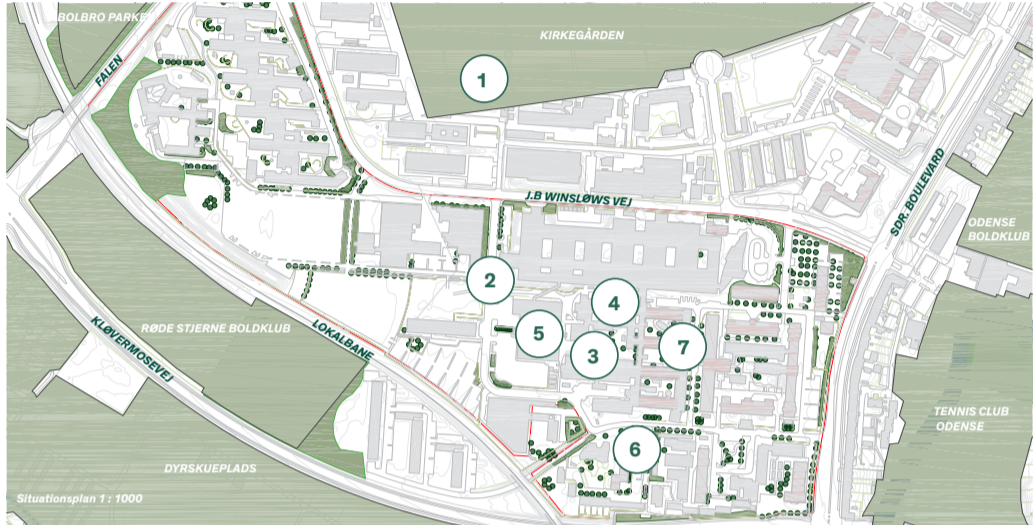 BOLBRO PARKE
KIRKEGÅRDEN
FALEN
1
J.B WINSLØWS VEJ
SDR. BOULEVARD
ODENSE
BOLDKLUB
2
4
RØDE STJERNE BOLDKLUB
LOKALBANE
5
3
7
KLØVERMOSEVEJ
TENNIS CLUB
ODENSE
6
DYRSKUEPLADS
Situationsplan 1 : 1000